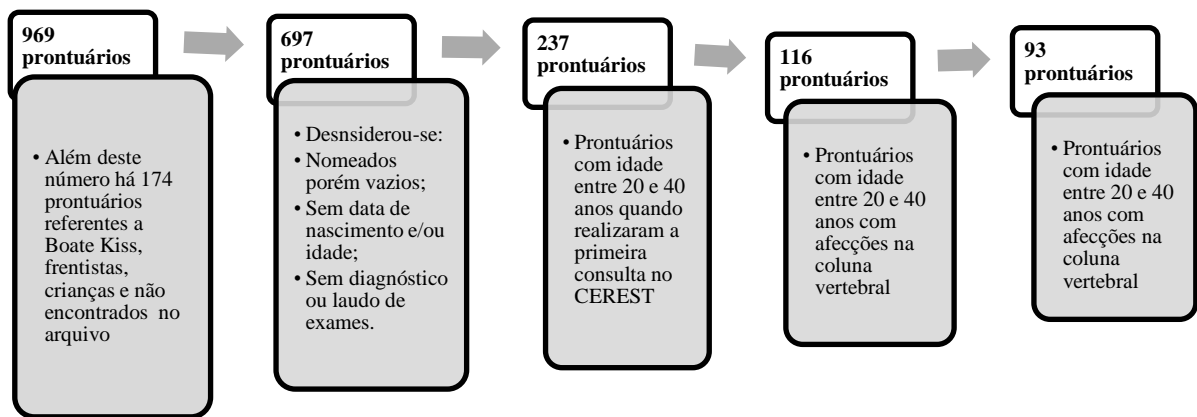 969
prontuários
• Além deste
número há 174
prontuários
referentes a
Boate Kiss,
frentistas,
crianças e não
encontrados no
arquivo
697
prontuários
• Desnsiderou-se:
• Nomeados
porém vazios;
• Sem data de
nascimento e/ou
idade;
• Sem diagnóstico
ou laudo de
exames.
237
prontuários
• Prontuários
com idade
entre 20 e 40
anos quando
realizaram a
primeira
consulta no
CEREST
116
prontuários
• Prontuários
com idade
entre 20 e 40
anos com
afecções na
coluna
vertebral
93
prontuários
• Prontuários
com idade
entre 20 e 40
anos com
afecções na
coluna
vertebral